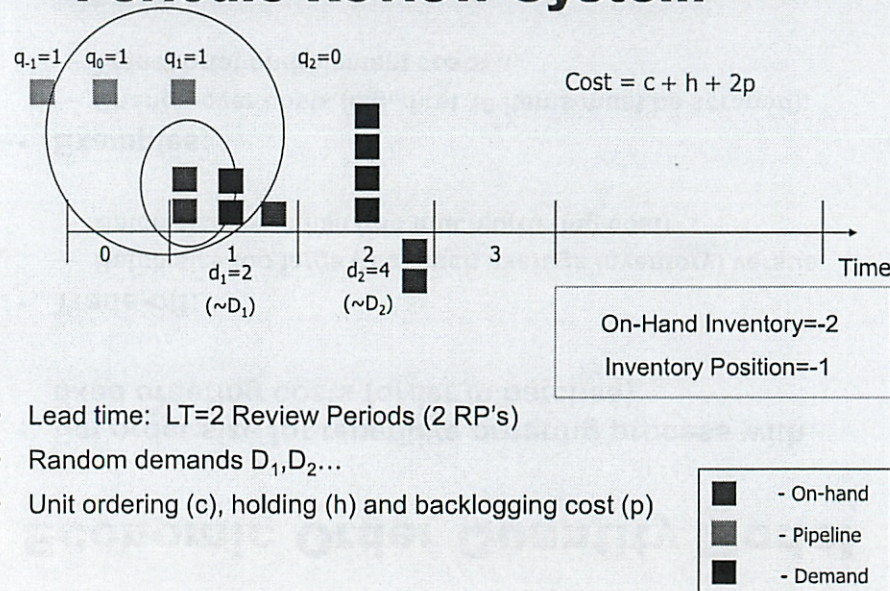 Periodic Review System
q-1=1 q0=1 q1=1 q2=0
Cost = c + h + 2p
0 1 2 3
Time
d1=2 d2=4
(~D1) (~D2)
On-Hand Inventory=-2
Inventory Position=-1
Lead time: LT=2 Review Periods (2 RP's)
Random demands D1,D2...
Unit ordering (c), holding (h) and backlogging cost (p)
- On-hand
- Pipeline
- Demand